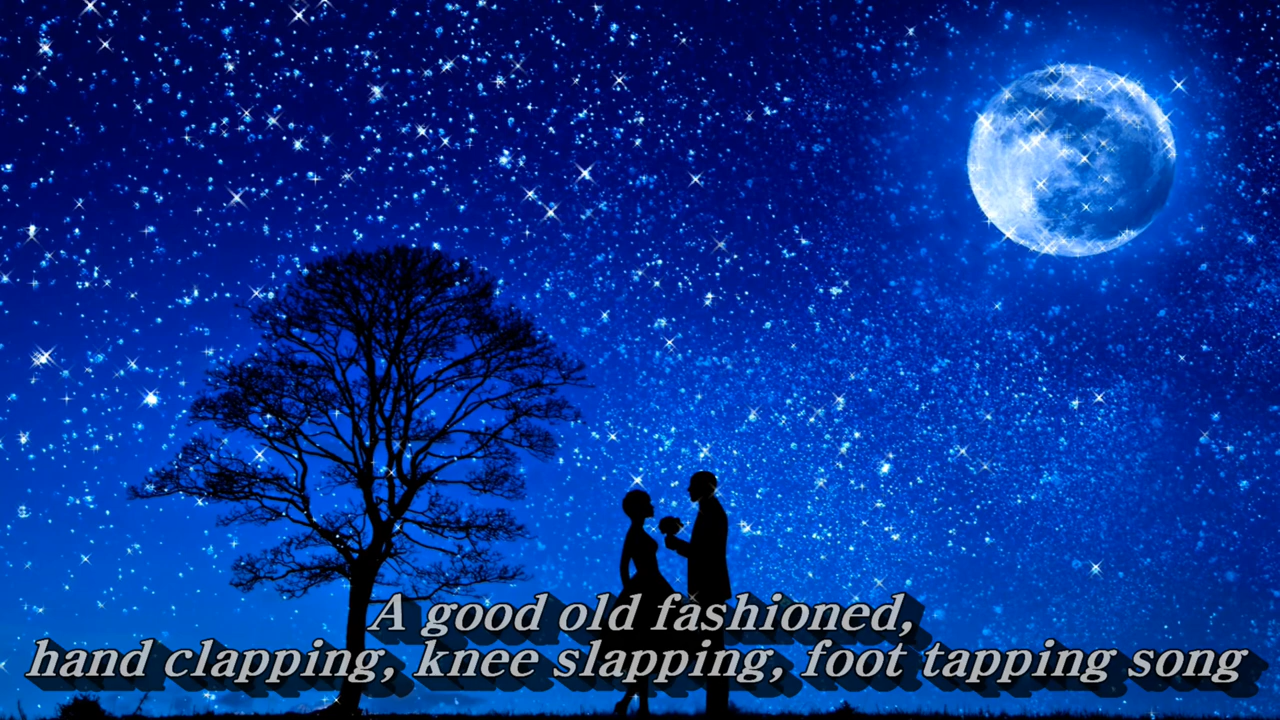 A good old fashioned,
hand clapping, knee slapping, foot tapping song